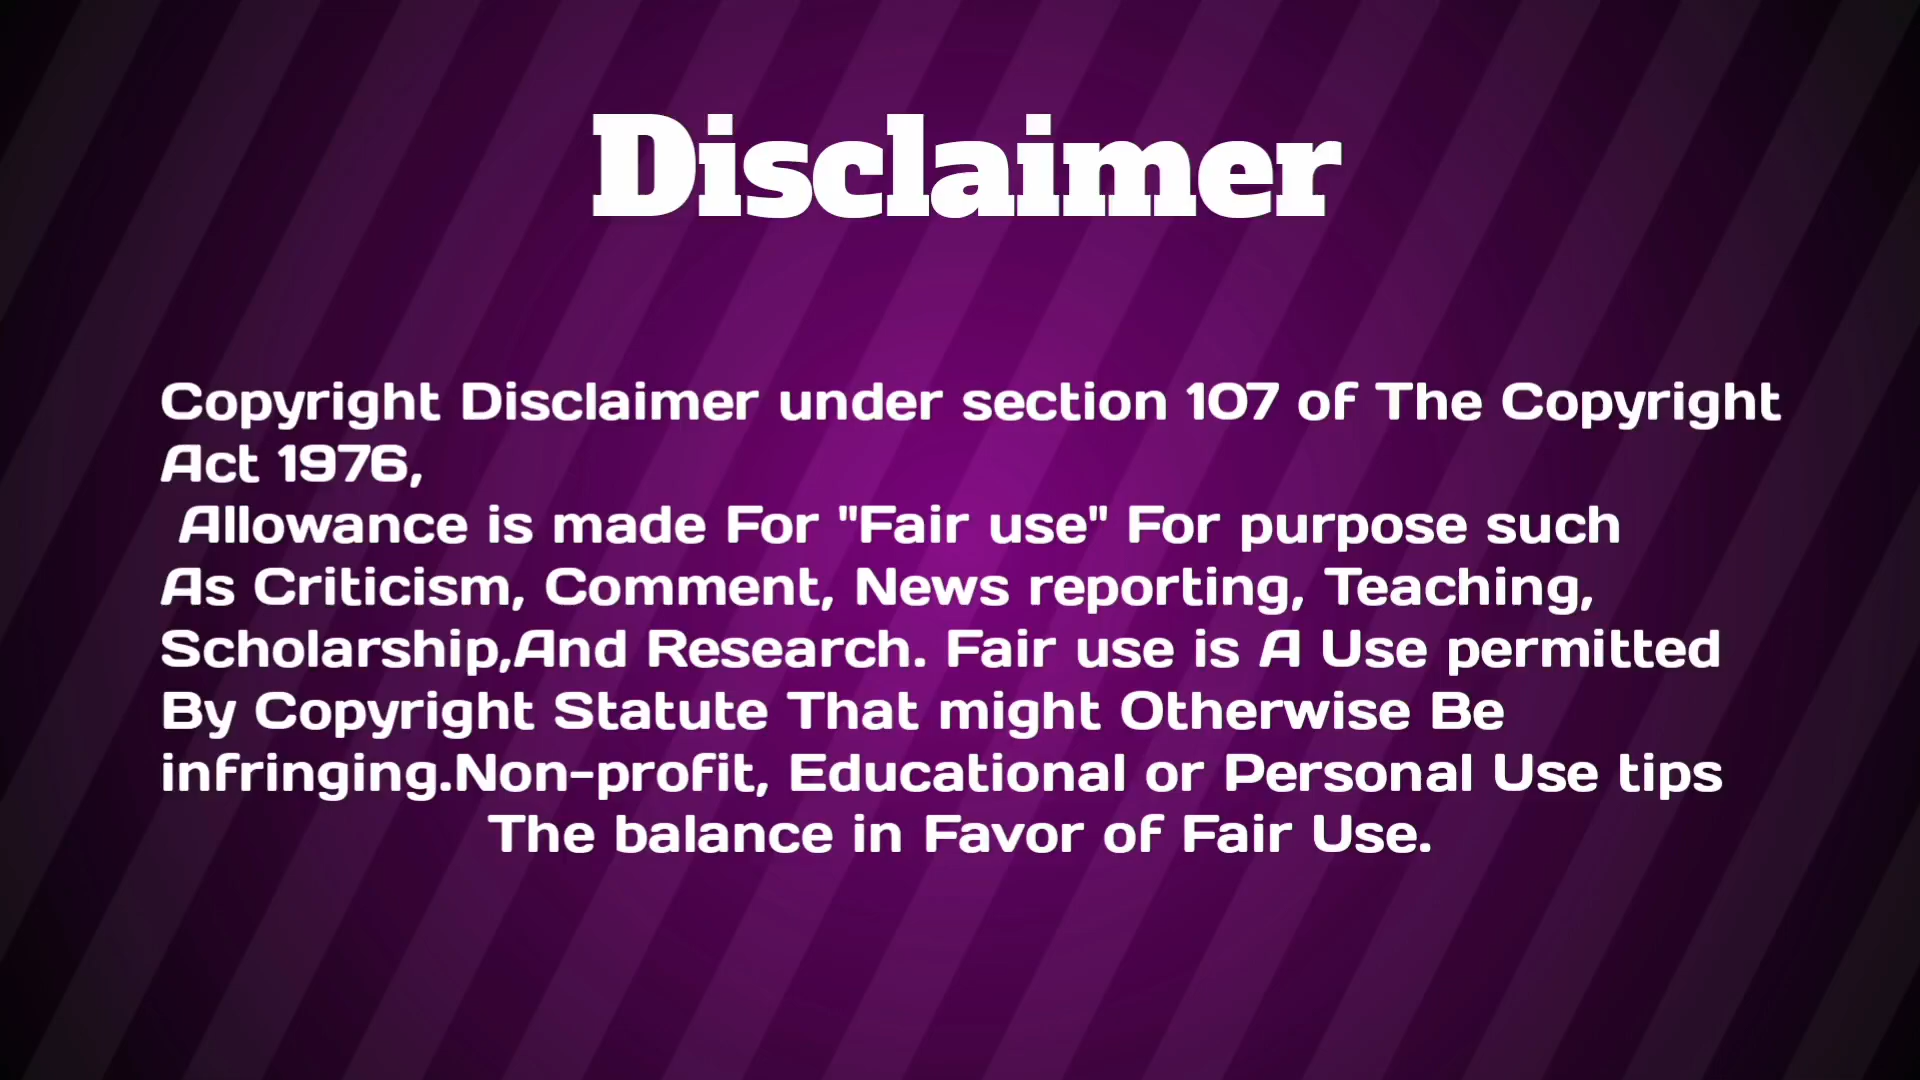 Disclaimer
Copyright Disclaimer under section 107 of The Copyright
Act 1976,
Allowance is made For "Fair use" For purpose such
As Criticism, Comment, News reporting, Teaching,
Scholarship,And Research. Fair use is A Use permitted
By Copyright Statute That might Otherwise Be
infringing.Non-profit, Educational or Personal Use tips
The balance in Favor of Fair Use.